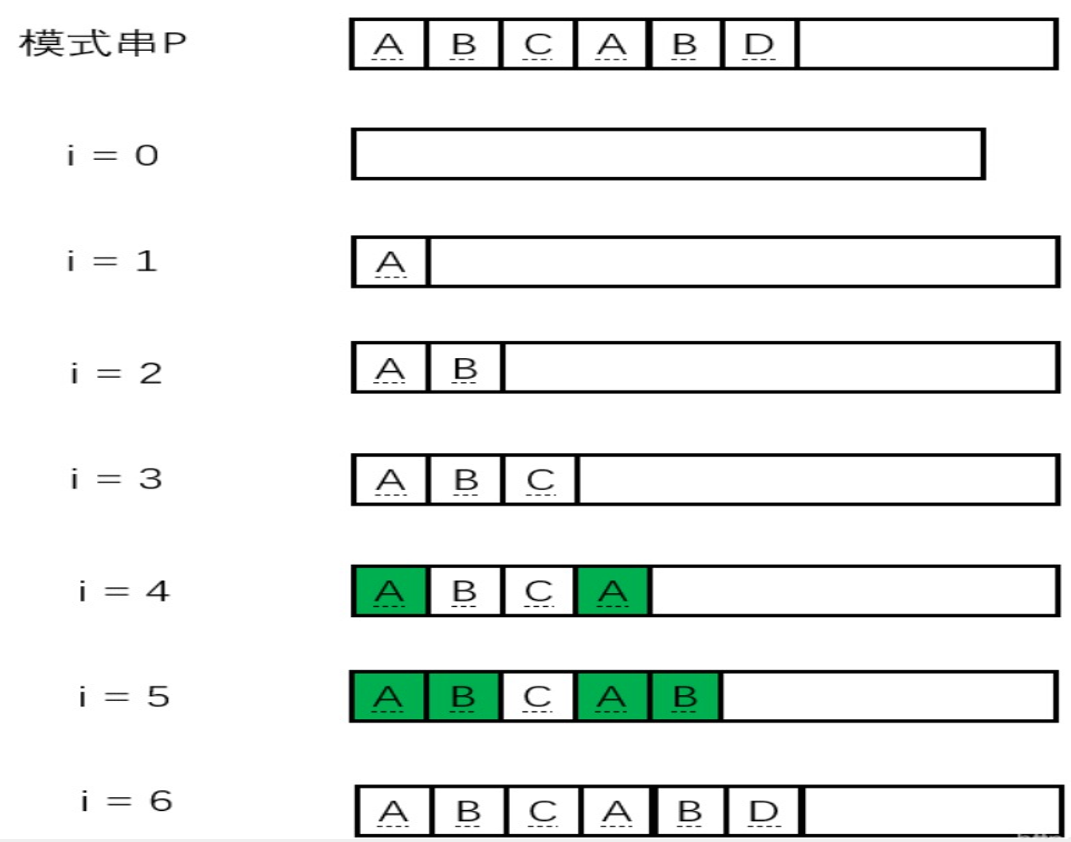 模式串P A B C A B D
i = 0
i = 1 A
i = 2 A B
i = 3 A B C
i = 4 A B C A
i = 5 A B C A B
i = 6 A B C A B D